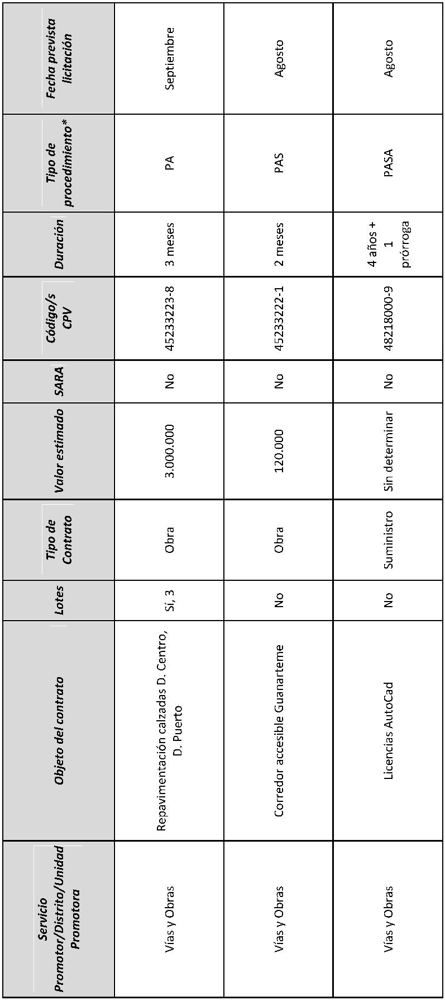 Servicio
Promotor/Distrito/Unidad
Promotora
Objeto del contrato
Lotes
Tipo de
Contrato
Valor estimado
SARA
Código/s
CPV
Duración
Tipo de
procedimiento*
Fecha prevista
licitación
Vías y Obras
Repavimentación calzadas D. Centro,
D. Puerto
Sí, 3
Obra
3.000.000
No
45233223-8
3 meses
PA
Septiembre
Vías y Obras
Corredor accesible Guanarteme
No
Obra
120.000
No
45233222-1
2 meses
PAS
Agosto
Vías y Obras
Licencias AutoCad
No
Suministro
Sin determinar
No
48218000-9
4 años +
1
prórroga
PASA
Agosto